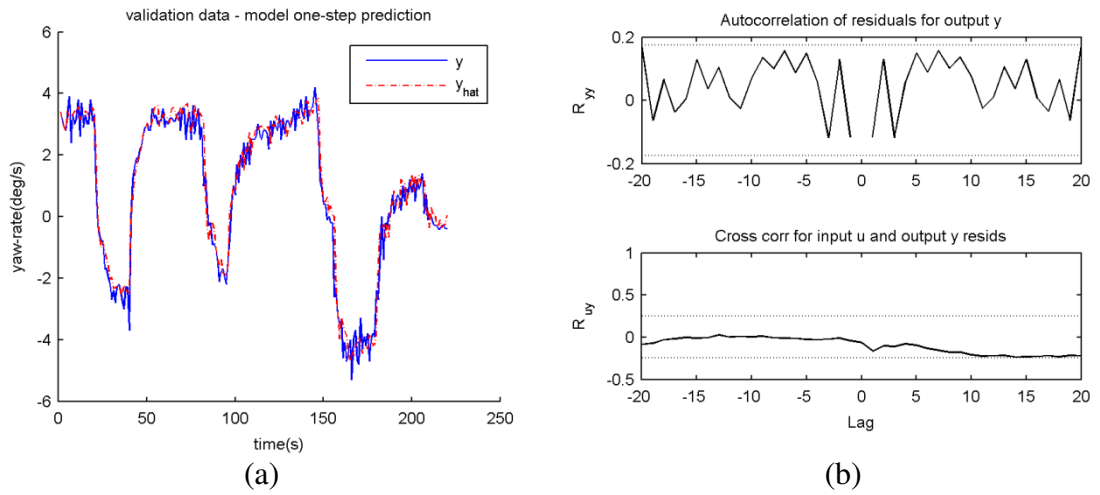 validation data - model one-step prediction
6
4
2
0
-2
-4
-6
yaw-rate(deg/s)
y
y_hat
0 50 100 150 200 250
time(s)
(a)
Autocorrelation of residuals for output y
0.2
0
-0.2
R_yy
-20 -15 -10 -5 0 5 10 15 20
Cross corr for input u and output y resids
1
0.5
0
-0.5
R_uy
-20 -15 -10 -5 0 5 10 15 20
Lag
(b)